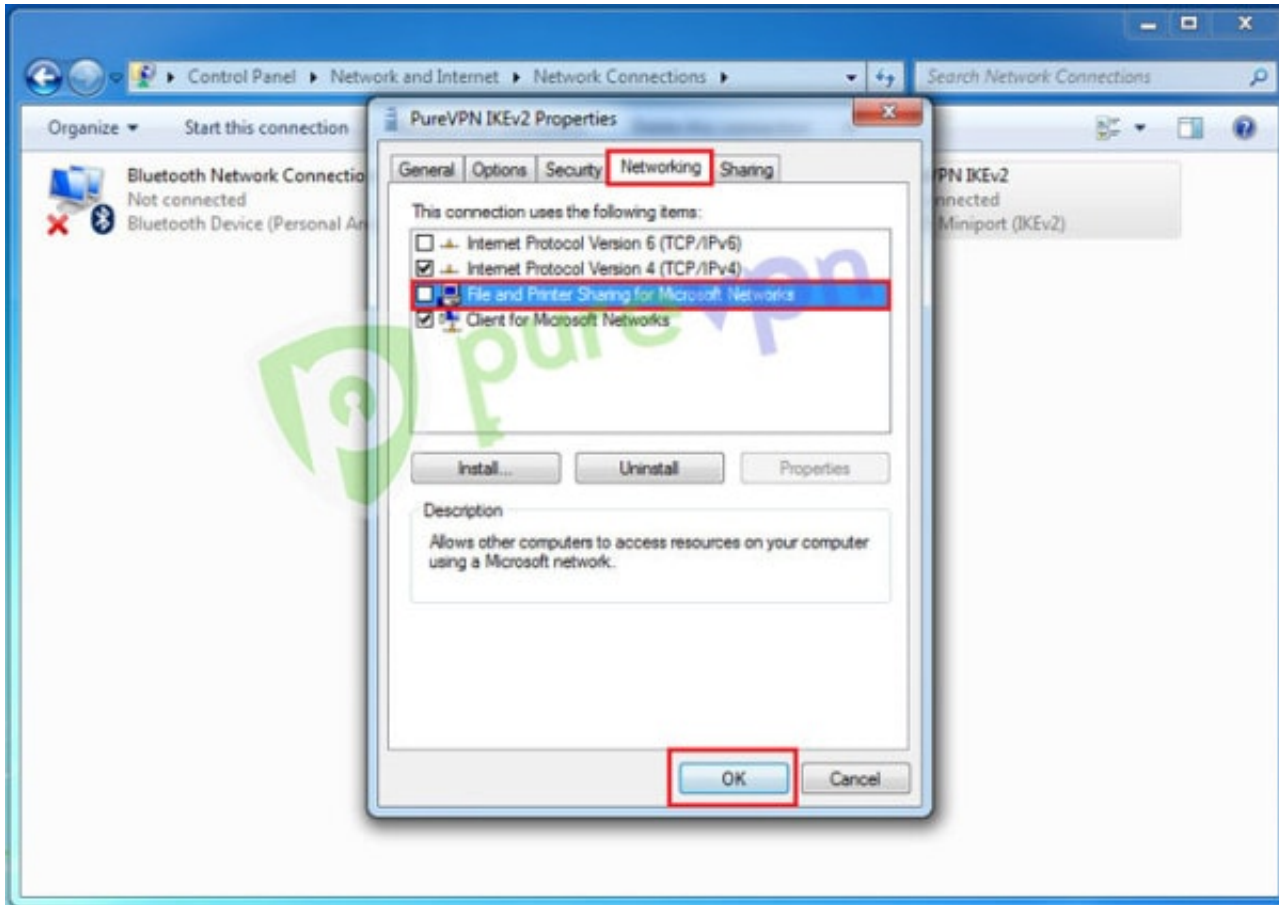 Control Panel Network and Internet Network Connections
Search Network Connections
Organize
Start this connection
Bluetooth Network Connectio
Not connected
Bluetooth Device (Personal Ar
PN IKEv2
nnected
Miniport (IKEv2)
PureVPN IKEv2 Properties
General Options Security Networking Sharing
This connection uses the following items:
Internet Protocol Version 6 (TCP/IPv6)
Internet Protocol Version 4 (TCP/IPv4)
File and Printer Sharing for Microsoft Networks
Client for Microsoft Networks
purevpn
Install... Uninstall Properties
Description
Allows other computers to access resources on your computer
using a Microsoft network.
OK Cancel